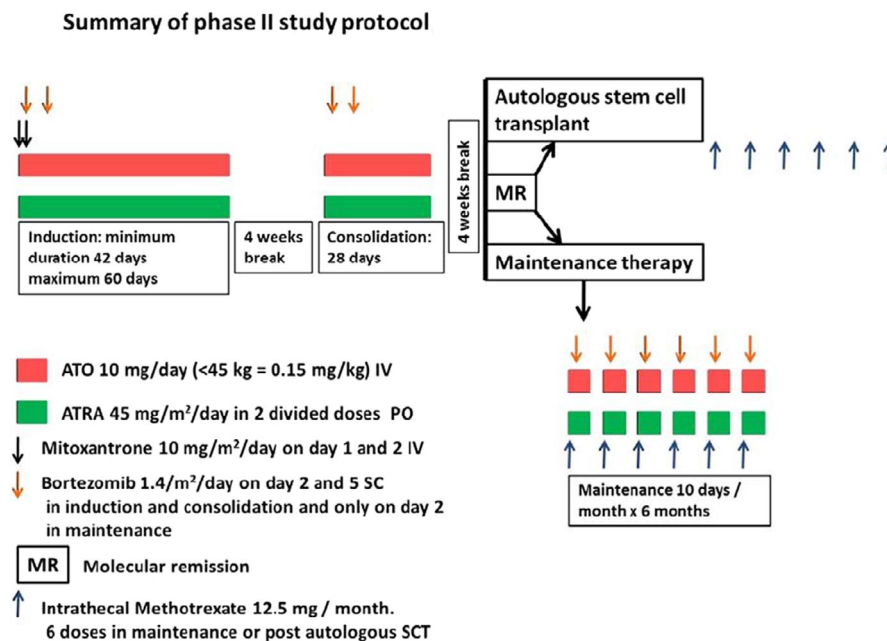 Summary of phase II study protocol
Autologous stem cell
transplant
4 weeks break
MR
Induction: minimum
duration 42 days
maximum 60 days
4 weeks
break
Consolidation:
28 days
Maintenance therapy
ATO 10 mg/day (<45 kg = 0.15 mg/kg) IV
ATRA 45 mg/m²/day in 2 divided doses PO
Mitoxantrone 10 mg/m²/day on day 1 and 2 IV
Bortezomib 1.4/m²/day on day 2 and 5 SC
in induction and consolidation and only on day 2
in maintenance
Maintenance 10 days /
month x 6 months
MR Molecular remission
Intrathecal Methotrexate 12.5 mg / month.
6 doses in maintenance or post autologous SCT